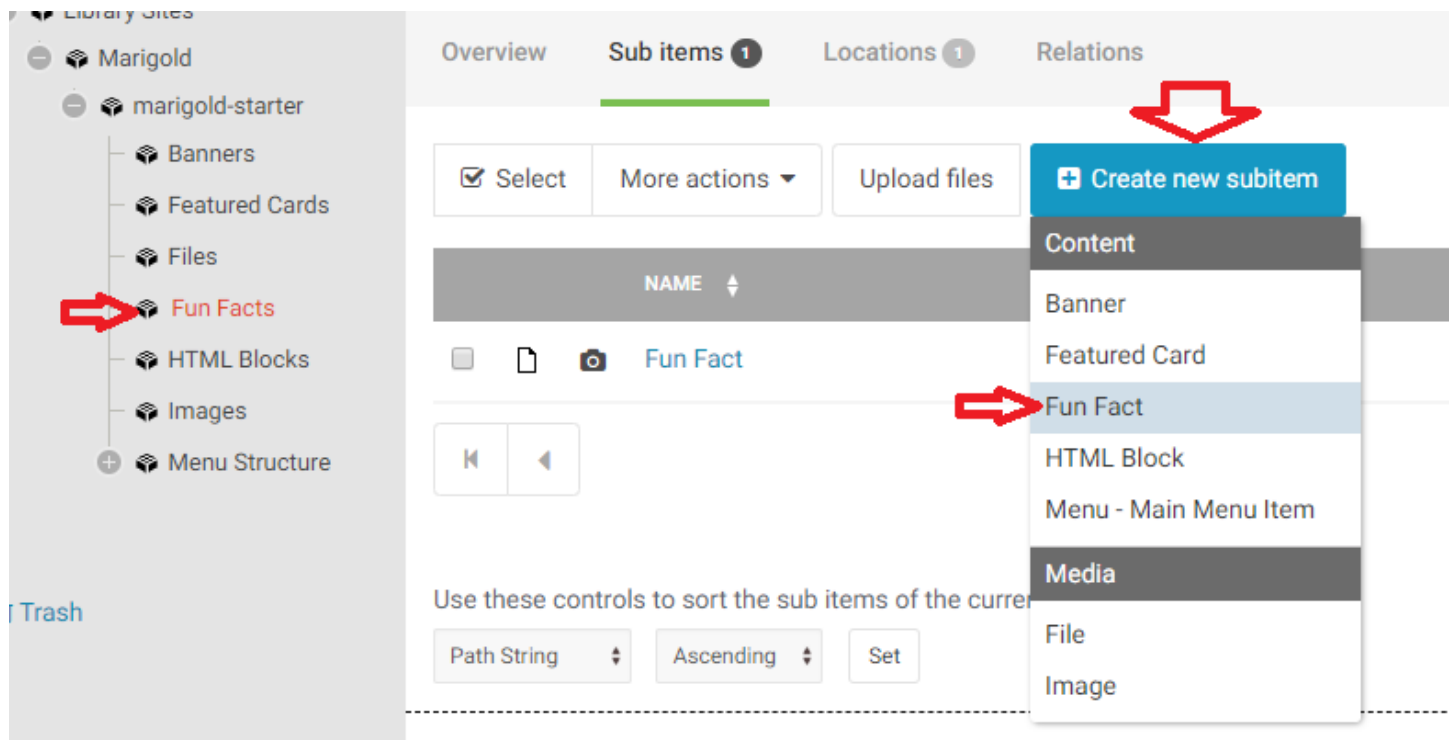 Library Sites
Marigold
marigold-starter
Banners
Featured Cards
Files
Fun Facts
HTML Blocks
Images
Menu Structure
Trash
Overview Sub items 1 Locations 1 Relations
Select More actions Upload files Create new subitem
NAME
Fun Fact
Content
Banner
Featured Card
Fun Fact
HTML Block
Menu - Main Menu Item
Media
File
Image
Use these controls to sort the sub items of the curre
Path String Ascending Set